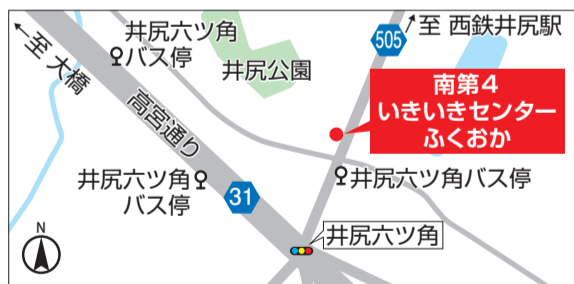 ←至 大橋
井尻六ツ角
バス停
井尻公園
505
至 西鉄井尻駅
南第4
いきいきセンター
ふくおか
高宮通り
井尻六ツ角
バス停
31
井尻六ツ角バス停
井尻六ツ角
N